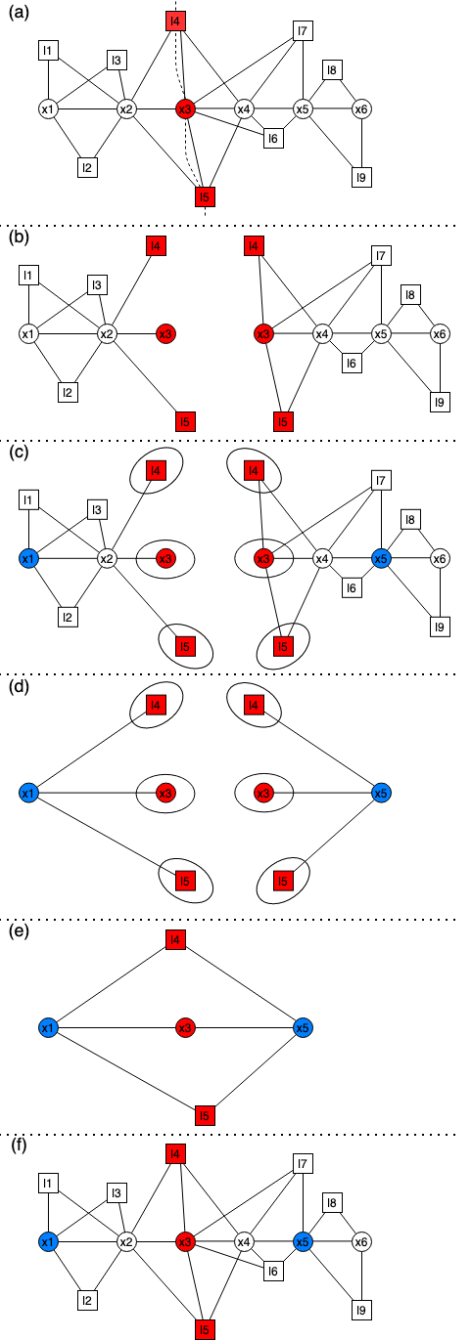 (a)
l4
l1 l3 l7
l8
x1 x2 x3 x4 x5 x6
l6
l2 l9
l5
(b)
l4 l4
l1 l3 l7
l8
x1 x2 x3 x3 x4 x5 x6
l6
l2 l9
l5 l5
(c)
l4 l4
l1 l3 l7
l8
x1 x2 x3 x3 x4 x5 x6
l6
l2 l9
l5 l5
(d)
l4 l4
x1 x3 x3 x5
l5 l5
(e)
l4
x1 x3 x5
l5
(f)
l4
l1 l3 l7
l8
x1 x2 x3 x4 x5 x6
l6
l2 l9
l5